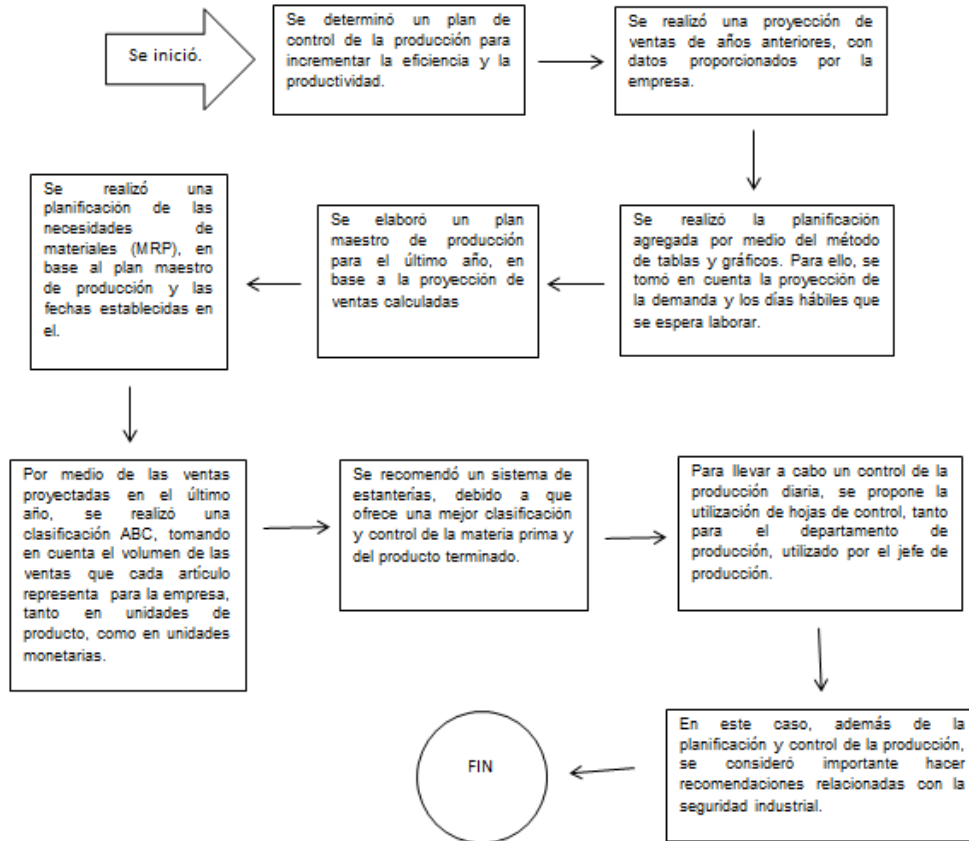 Se inició.
Se determinó un plan de
control de la producción para
incrementar la eficiencia y la
productividad.
Se realizó una proyección de
ventas de años anteriores, con
datos proporcionados por la
empresa.
Se realizó la planificación
agregada por medio del método
de tablas y gráficos. Para ello, se
tomó en cuenta la proyección de
la demanda y los días hábiles que
se espera laborar.
Se elaboró un plan
maestro de producción
para el último año, en
base a la proyección de
ventas calculadas
Se realizó una
planificación de las
necesidades de
materiales (MRP), en
base al plan maestro
de producción y las
fechas establecidas en
el.
Por medio de las ventas
proyectadas en el último
año, se realizó una
clasificación ABC, tomando
en cuenta el volumen de las
ventas que cada artículo
representa para la empresa,
tanto en unidades de
producto, como en unidades
monetarias.
Se recomendó un sistema de
estanterías, debido a que
ofrece una mejor clasificación
y control de la materia prima y
del producto terminado.
Para llevar a cabo un control de la
producción diaria, se propone la
utilización de hojas de control, tanto
para el departamento de
producción, utilizado por el jefe de
producción.
En este caso, además de la
planificación y control de la producción,
se consideró importante hacer
recomendaciones relacionadas con la
seguridad industrial.
FIN